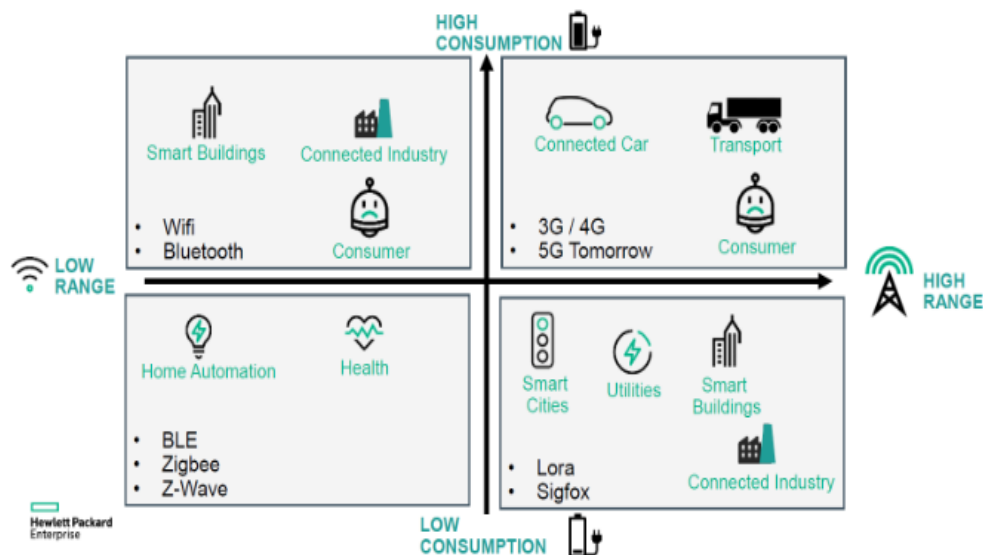 HIGH
CONSUMPTION
Smart Buildings
Connected Industry
• Wifi
• Bluetooth
Consumer
Connected Car
Transport
• 3G / 4G
• 5G Tomorrow
Consumer
LOW
RANGE
HIGH
RANGE
Home Automation
Health
• BLE
• Zigbee
• Z-Wave
Smart
Cities
Utilities
Smart
Buildings
• Lora
• Sigfox
Connected Industry
Hewlett Packard
Enterprise
LOW
CONSUMPTION